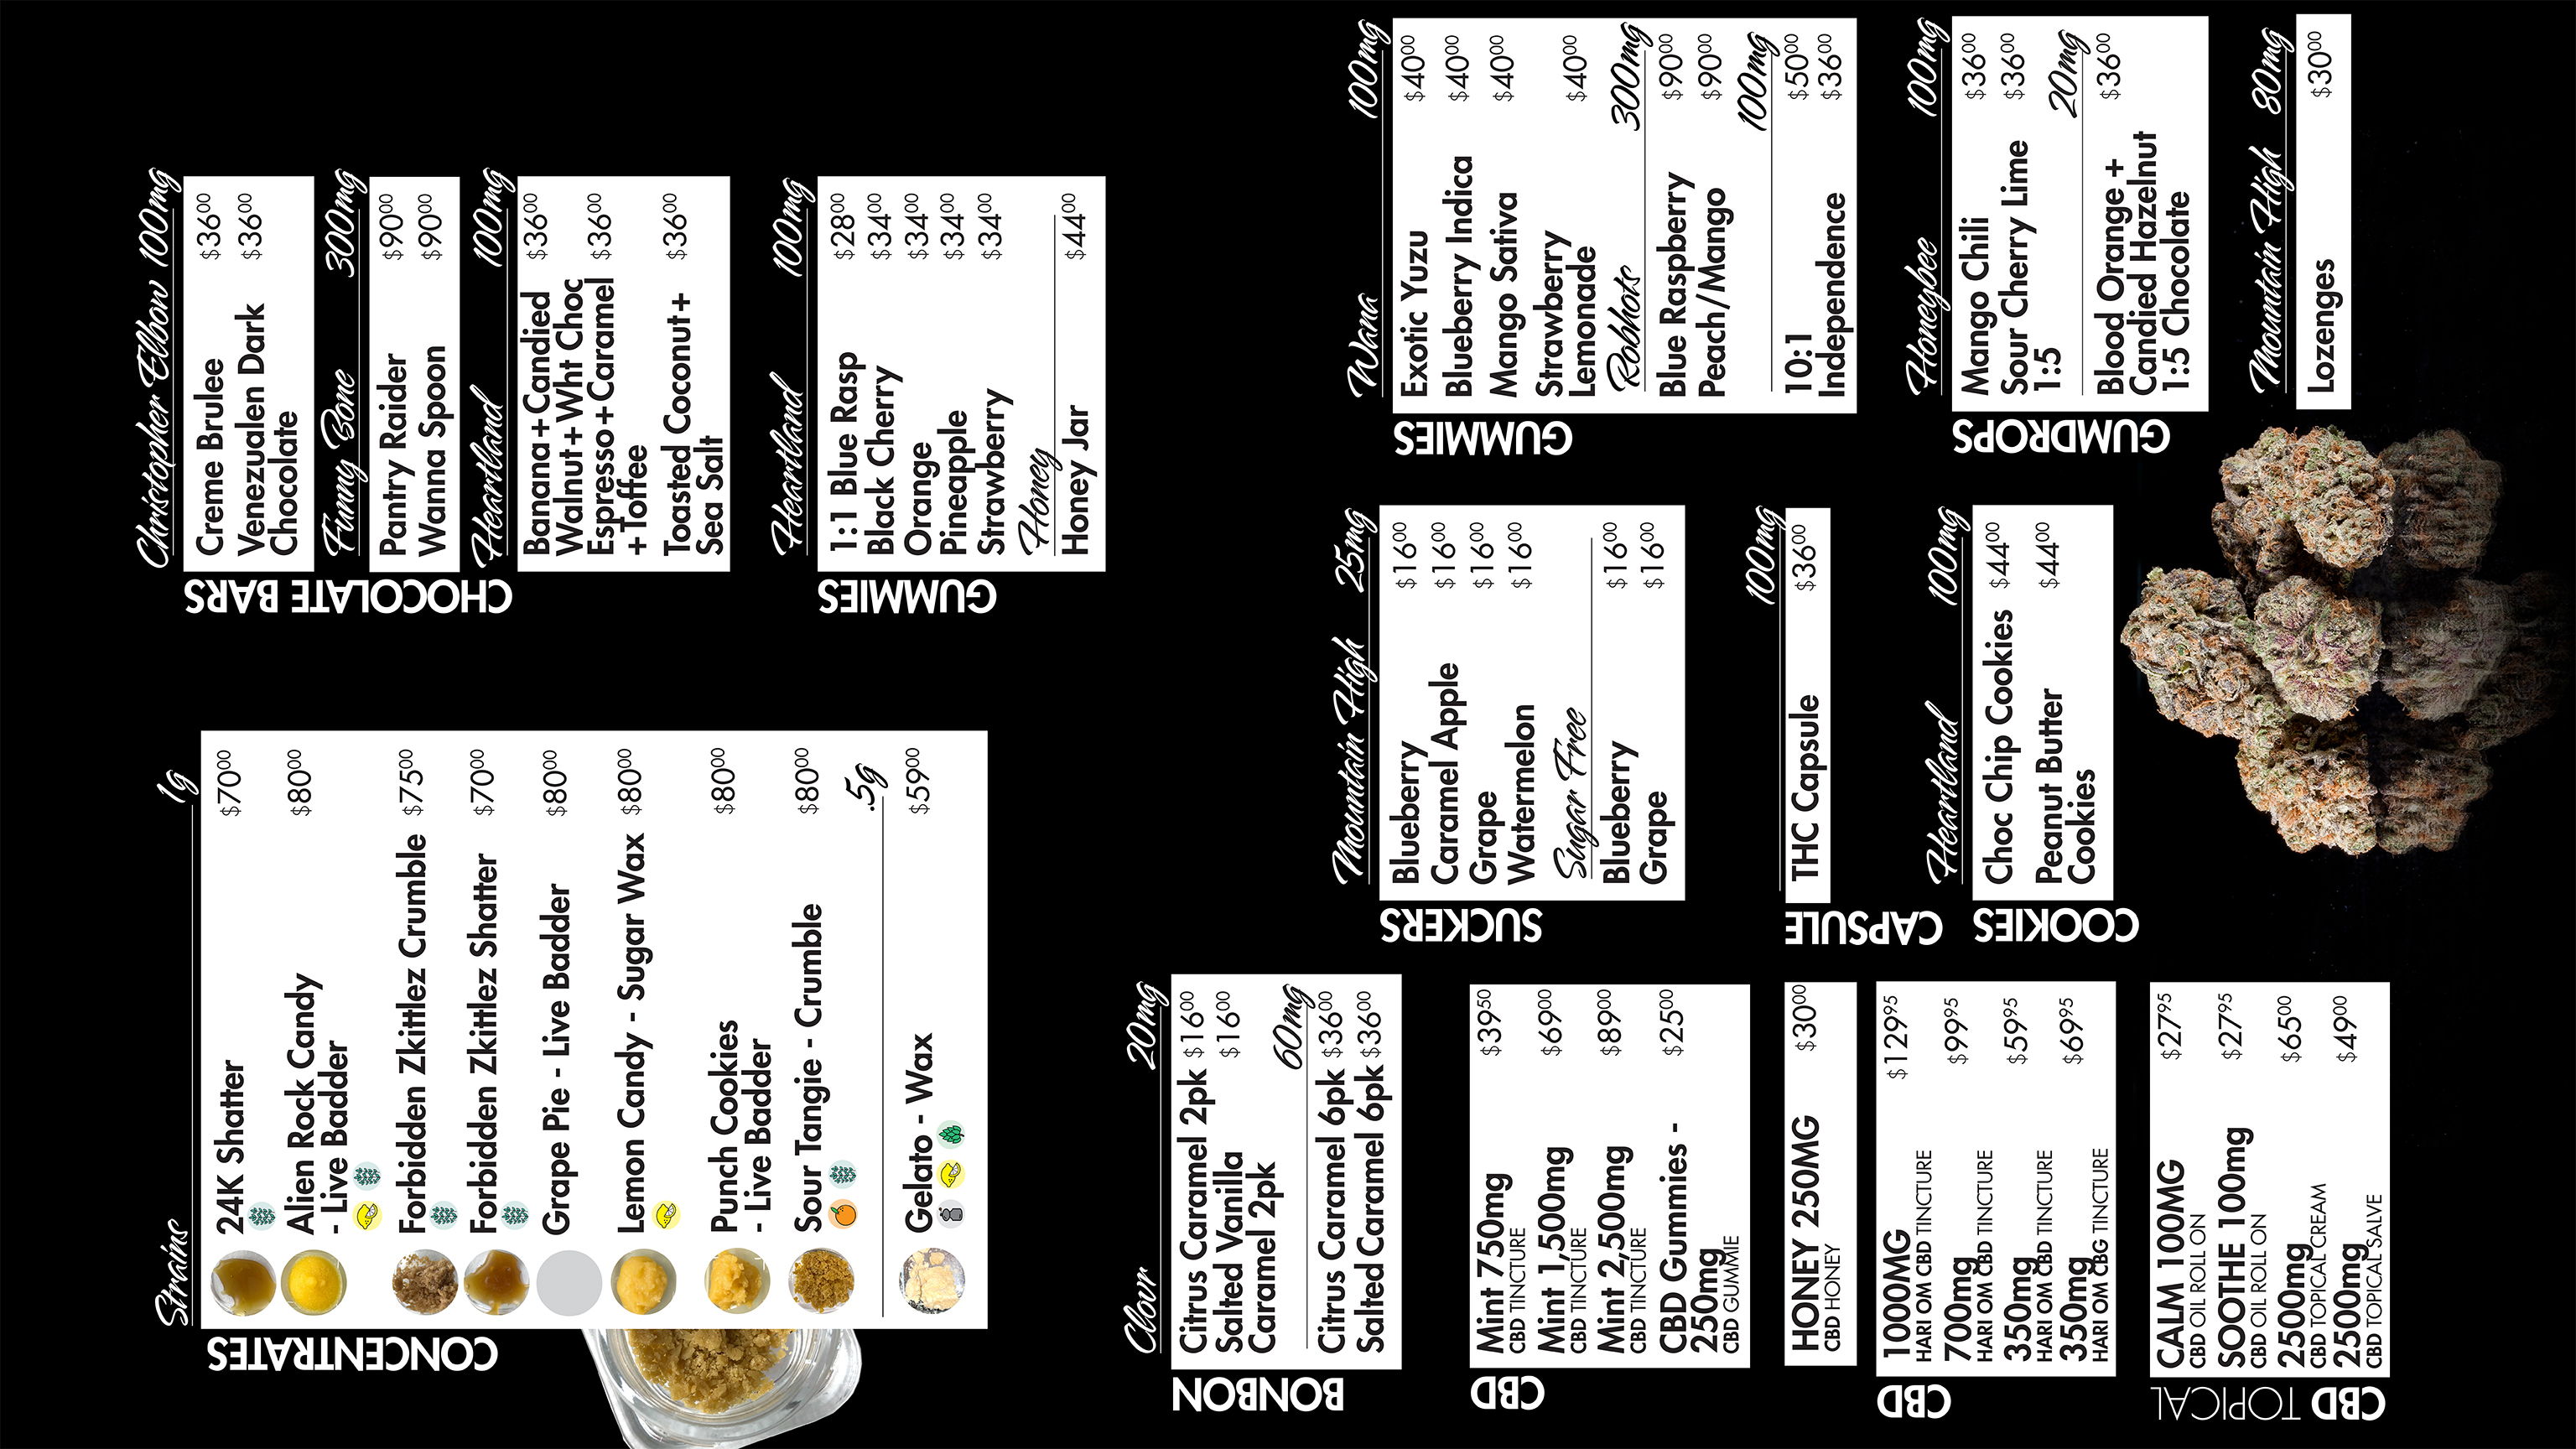 CONCENTRATES
Strains 1g
24K Shatter $70.00
Alien Rock Candy $80.00
- Live Badder
Forbidden Zkittlez Crumble $75.00
Forbidden Zkittlez Shatter $70.00
Grape Pie - Live Badder $80.00
Lemon Candy - Sugar Wax $80.00
Punch Cookies $80.00
- Live Badder
Sour Tangie - Crumble $80.00
.5g
Gelato - Wax $59.00
CHOCOLATE BARS
Christopher Elbow 100mg
Creme Brulee $36.00
Venezualen Dark $36.00
Chocolate
Funny Bone 300mg
Pantry Raider $90.00
Wanna Spoon $90.00
Heartland 100mg
Banana+Candied $36.00
Walnut+Wht Choc
Espresso+Caramel $36.00
+ Toffee
Toasted Coconut+ $36.00
Sea Salt
GUMMIES
Heartland 100mg
1:1 Blue Rasp $28.00
Black Cherry $34.00
Orange $34.00
Pineapple $34.00
Strawberry $34.00
Honey
Honey Jar $44.00
BONBON
Clovr 20mg
Citrus Caramel 2pk $16.00
Salted Vanilla $16.00
Caramel 2pk
60mg
Citrus Caramel 6pk $36.00
Salted Caramel 6pk $36.00
CBD
Mint 750mg $39.50
CBD TINCTURE
Mint 1,500mg $69.00
CBD TINCTURE
Mint 2,500mg $89.00
CBD TINCTURE
CBD Gummies - $25.00
250mg
CBD GUMMIE
HONEY 250MG $30.00
CBD HONEY
CBD
1000MG $129.95
HARI OM CBD TINCTURE
700mg $99.95
HARI OM CBD TINCTURE
350mg $59.95
HARI OM CBD TINCTURE
350mg $69.95
HARI OM CBG TINCTURE
CBD TOPICAL
CALM 100MG $27.95
CBD OIL ROLL ON
SOOTHE 100mg $27.95
CBD OIL ROLL ON
2500mg $65.00
CBD TOPICAL CREAM
2500mg $49.00
CBD TOPICAL SALVE
SUCKERS
Mountain High 25mg
Blueberry $16.00
Caramel Apple $16.00
Grape $16.00
Watermelon $16.00
Sugar Free
Blueberry $16.00
Grape $16.00
CAPSULE
100mg
THC Capsule $36.00
COOKIES
Heartland 100mg
Choc Chip Cookies $44.00
Peanut Butter $44.00
Cookies
GUMMIES
Wana 100mg
Exotic Yuzu $40.00
Blueberry Indica $40.00
Mango Sativa $40.00
Strawberry $40.00
Lemonade
Robhots 300mg
Blue Raspberry $90.00
Peach/Mango $90.00
100mg
10:1 $50.00
Independence $36.00
GUMDROPS
Honeybee 100mg
Mango Chili $36.00
Sour Cherry Lime $36.00
1:5
20mg
Blood Orange + $36.00
Candied Hazelnut
1:5 Chocolate
Mountain High 80mg
Lozenges $30.00